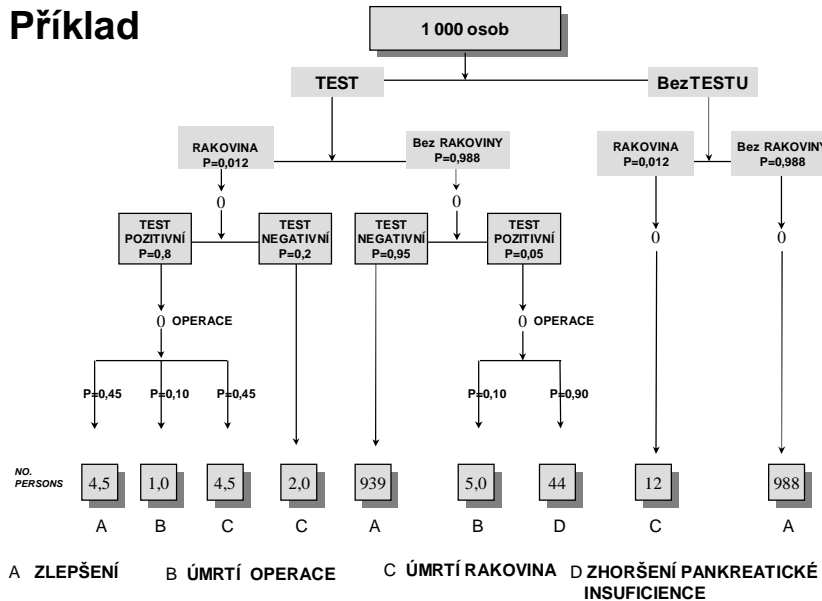 Příklad
1 000 osob
TEST
BezTESTU
RAKOVINA
P=0,012
Bez RAKOVINY
P=0,988
RAKOVINA
P=0,012
Bez RAKOVINY
P=0,988
0
0
0
0
TEST
POZITIVNÍ
P=0,8
TEST
NEGATIVNÍ
P=0,2
TEST
NEGATIVNÍ
P=0,95
TEST
POZITIVNÍ
P=0,05
0 OPERACE
0 OPERACE
P=0,45
P=0,10
P=0,45
P=0,10
P=0,90
NO.
PERSONS
4,5
1,0
4,5
2,0
939
5,0
44
12
988
A
B
C
C
A
B
D
C
A
A ZLEPŠENÍ
B ÚMRTÍ OPERACE
C ÚMRTÍ RAKOVINA
D ZHORŠENÍ PANKREATICKÉ
INSUFICIENCE